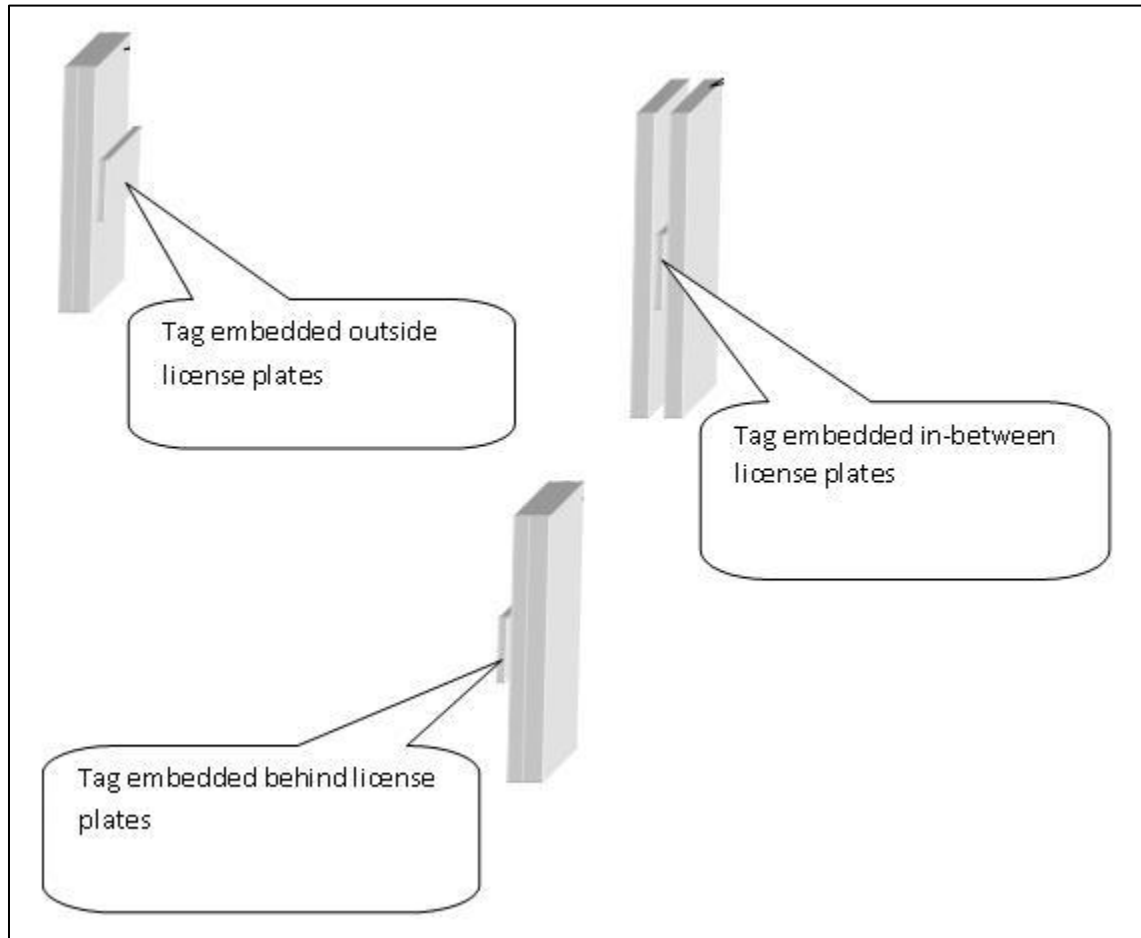 Tag embedded outside
license plates
Tag embedded in-between
license plates
Tag embedded behind license
plates